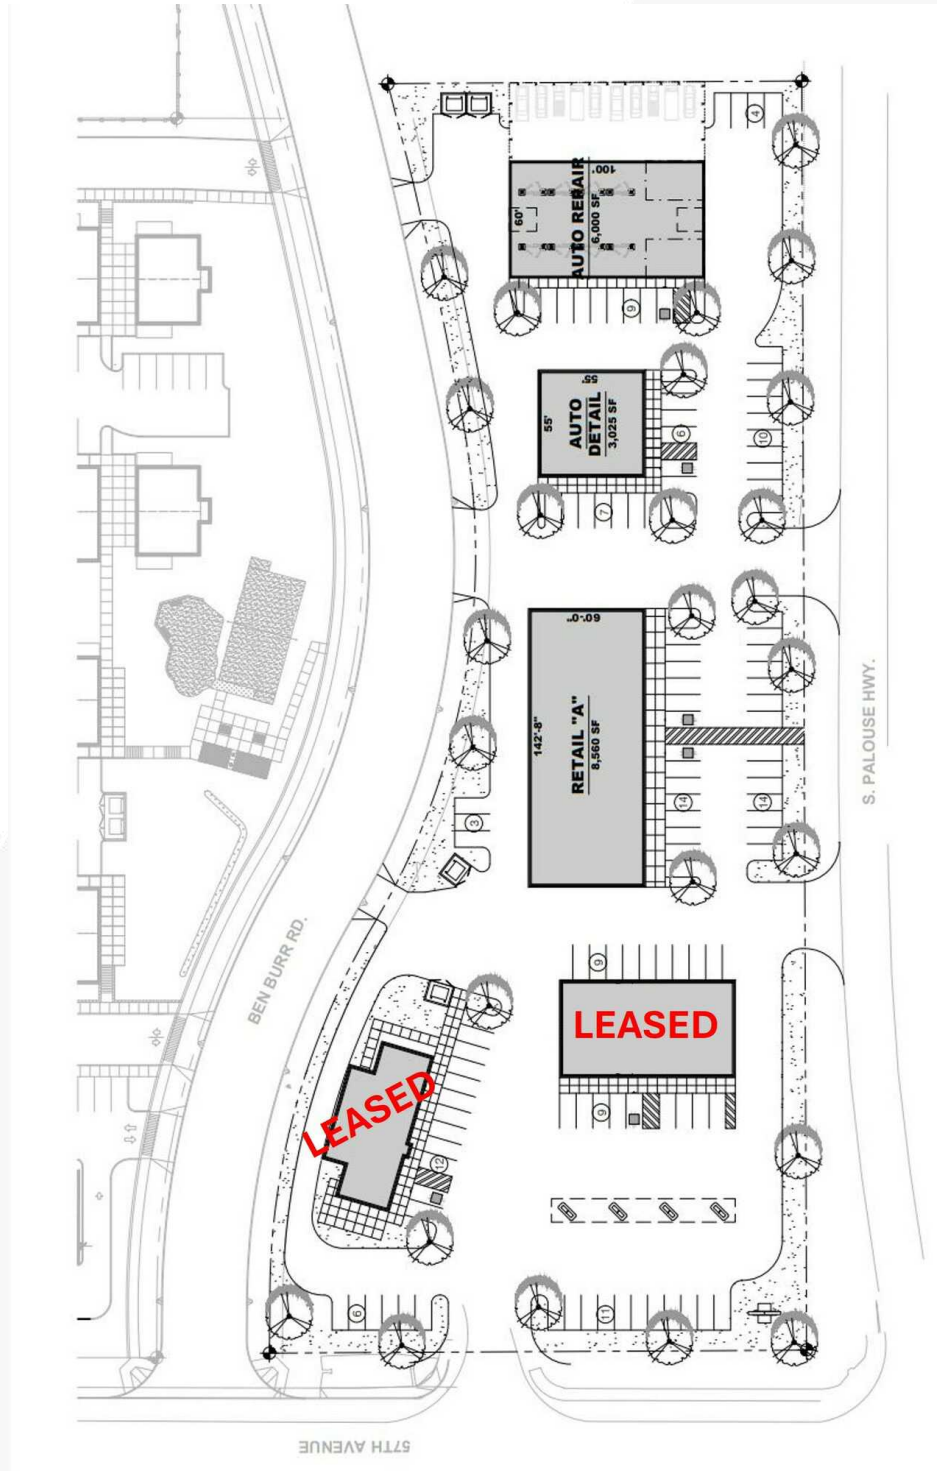 4
100'
60'
AUTO REPAIR
6,000 SF
9
55'
55'
AUTO
DETAIL
3,025 SF
6
10
7
60'-0"
142'-8"
RETAIL "A"
8,560 SF
S. PALOUSE HWY.
3
14
14
BEN BURR RD.
9
LEASED
LEASED
9
12
6
11
57TH AVENUE